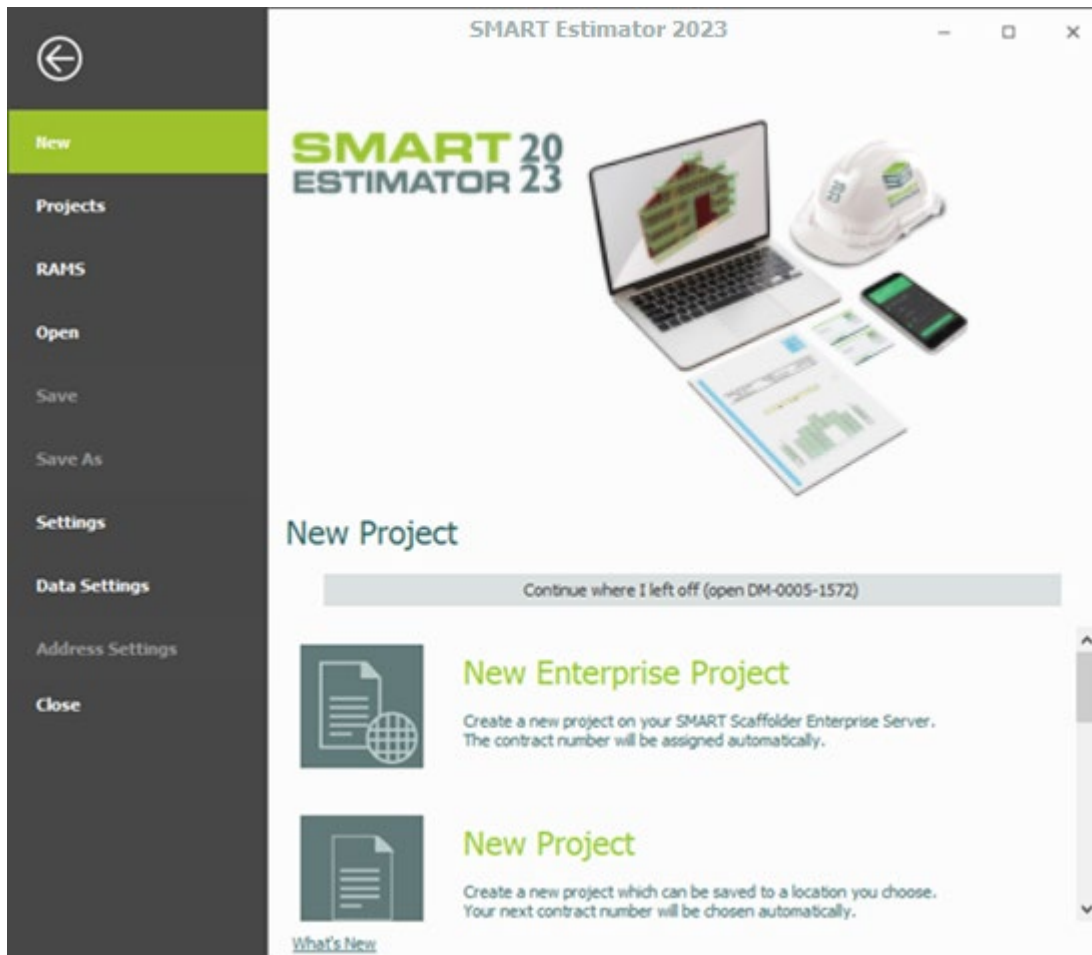 SMART Estimator 2023
New
Projects
RAMS
Open
Save
Save As
Settings
Data Settings
Address Settings
Close
SMART 20
ESTIMATOR 23
New Project
Continue where I left off (open DM-0005-1572)
New Enterprise Project
Create a new project on your SMART Scaffolder Enterprise Server.
The contract number will be assigned automatically.
New Project
Create a new project which can be saved to a location you choose.
Your next contract number will be chosen automatically.
What's New